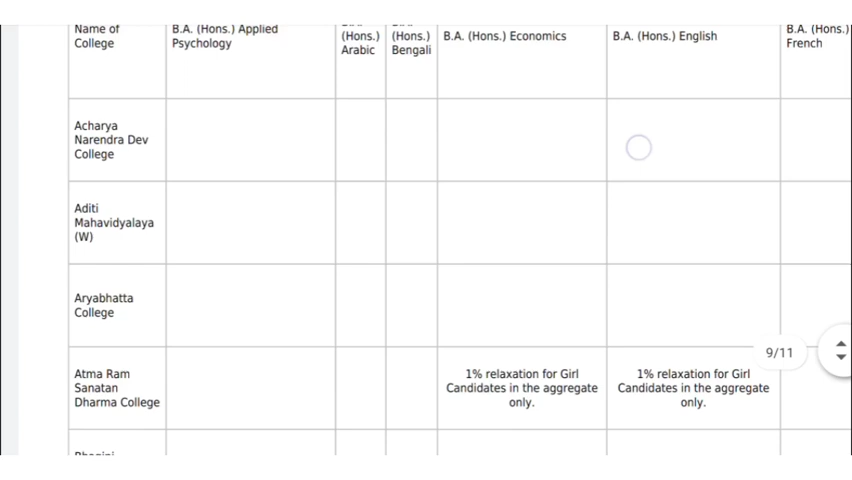 Name of
College
B.A. (Hons.) Applied
Psychology
(Hons.)
Arabic
(Hons.)
Bengali
B.A. (Hons.) Economics
B.A. (Hons.) English
B.A. (Hons.)
French
Acharya
Narendra Dev
College
Aditi
Mahavidyalaya
(W)
Aryabhatta
College
9/11
Atma Ram
Sanatan
Dharma College
1% relaxation for Girl
Candidates in the aggregate
only.
1% relaxation for Girl
Candidates in the aggregate
only.